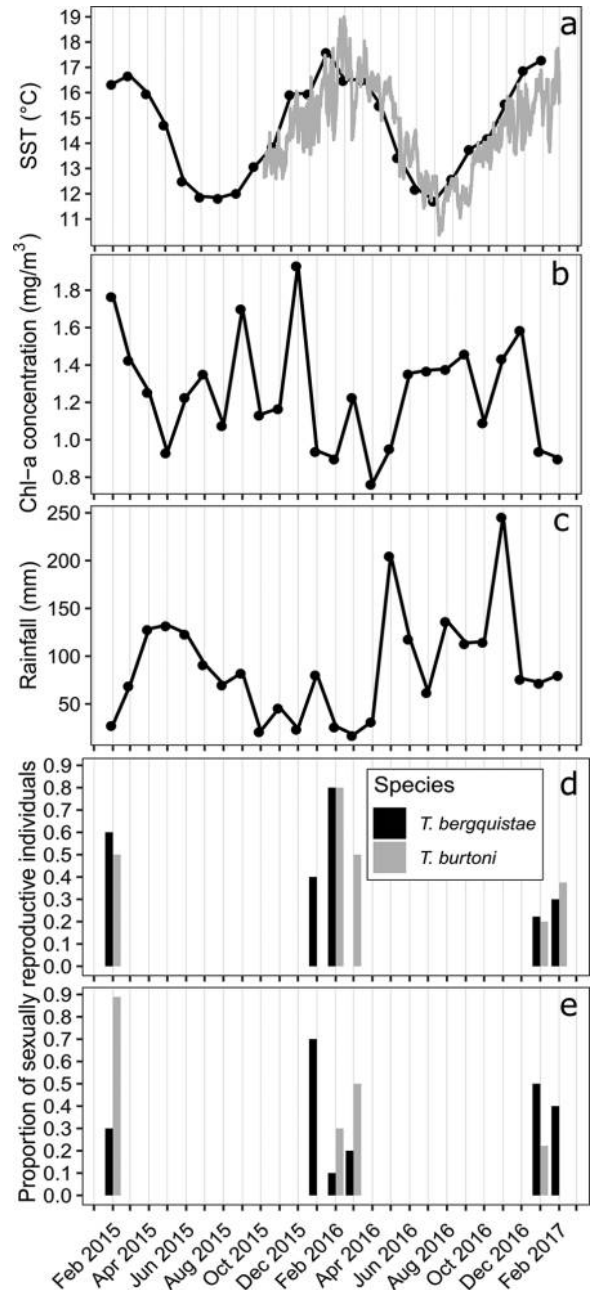 a
SST (°C)
19
18
17
16
15
14
13
12
11
b
Chl-a concentration (mg/m³)
1.8
1.6
1.4
1.2
1.0
0.8
c
Rainfall (mm)
250
200
150
100
50
d
Proportion of sexually reproductive individuals
0.9
0.8
0.7
0.6
0.5
0.4
0.3
0.2
0.1
0.0
Species
T. bergquistae
T. burtoni
e
0.9
0.8
0.7
0.6
0.5
0.4
0.3
0.2
0.1
0.0
Feb 2015
Apr 2015
Jun 2015
Aug 2015
Oct 2015
Dec 2015
Feb 2016
Apr 2016
Jun 2016
Aug 2016
Oct 2016
Dec 2016
Feb 2017